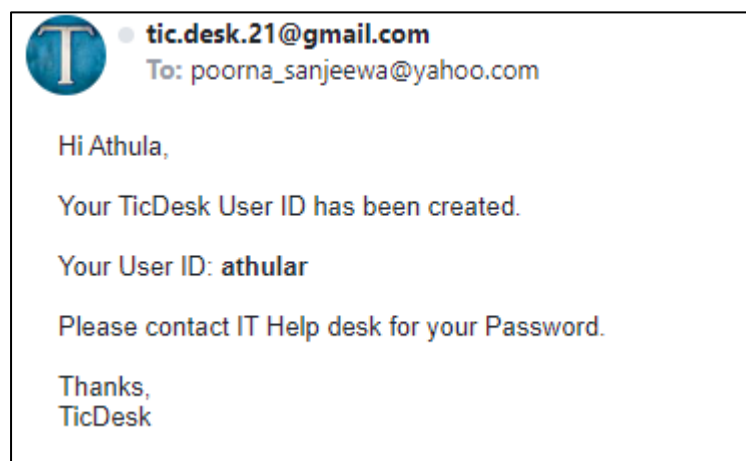 T
tic.desk.21@gmail.com
To: poorna_sanjeewa@yahoo.com
Hi Athula,
Your TicDesk User ID has been created.
Your User ID: athular
Please contact IT Help desk for your Password.
Thanks,
TicDesk